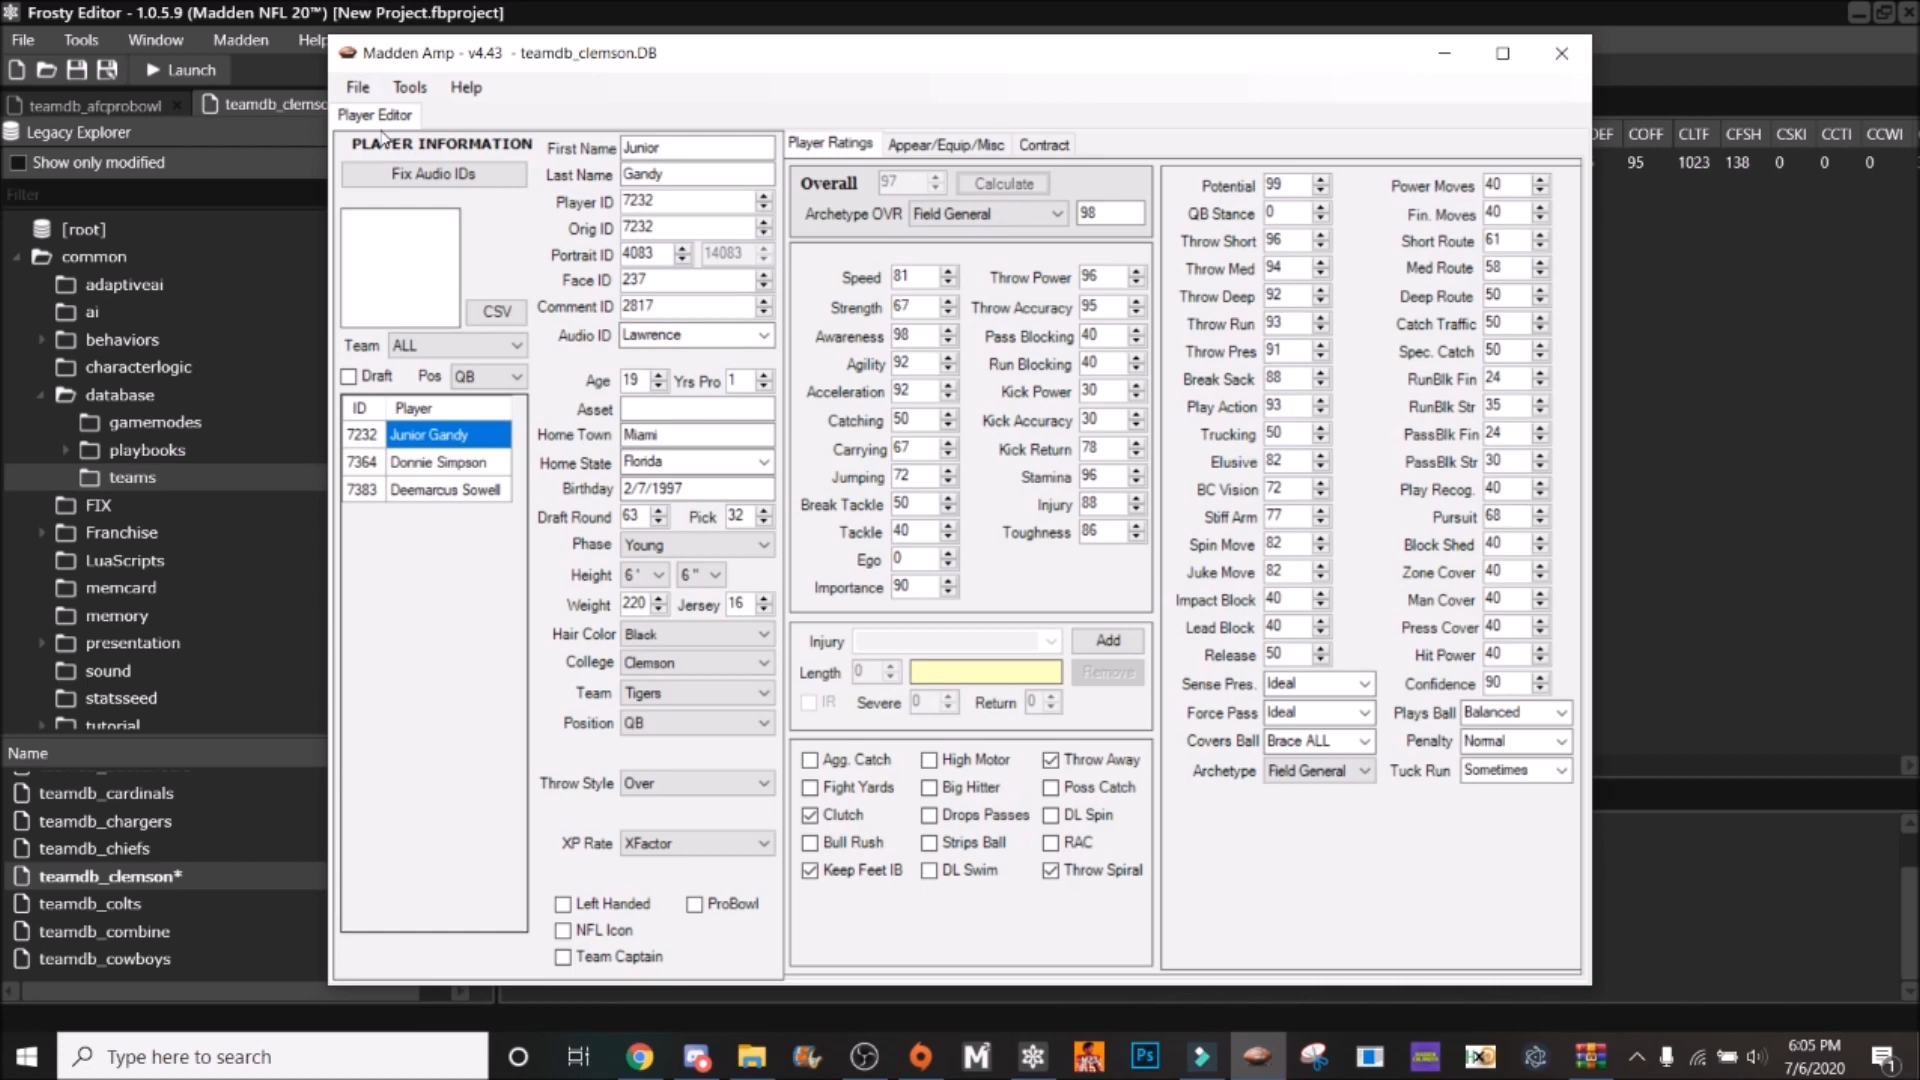 Frosty Editor - 1.0.5.9 (Madden NFL 20™) [New Project.fbproject]
File Tools Window Madden Help
Launch
teamdb_afcprobowl
teamdb_clemso
Legacy Explorer
Show only modified
Filter
[root]
common
adaptiveai
ai
behaviors
characterlogic
database
gamemodes
playbooks
teams
FIX
Franchise
LuaScripts
memcard
memory
presentation
sound
statsseed
tutorial
Name
teamdb_cardinals
teamdb_chargers
teamdb_chiefs
teamdb_clemson*
teamdb_colts
teamdb_combine
teamdb_cowboys
Madden Amp - v4.43 - teamdb_clemson.DB
File Tools Help
Player Editor
PLAYER INFORMATION
Fix Audio IDs
CSV
Team ALL
Draft Pos QB
ID Player
7232 Junior Gandy
7364 Donnie Simpson
7383 Deemarcus Sowell
First Name Junior
Last Name Gandy
Player ID 7232
Orig ID 7232
Portrait ID 4083 14083
Face ID 237
Comment ID 2817
Audio ID Lawrence
Age 19 Yrs Pro 1
Asset
Home Town Miami
Home State Florida
Birthday 2/7/1997
Draft Round 63 Pick 32
Phase Young
Height 6 ' 6 "
Weight 220 Jersey 16
Hair Color Black
College Clemson
Team Tigers
Position QB
Throw Style Over
XP Rate XFactor
Left Handed ProBowl
NFL Icon
Team Captain
Player Ratings Appear/Equip/Misc Contract
Overall 97 Calculate
Archetype OVR Field General 98
Speed 81 Throw Power 96
Strength 67 Throw Accuracy 95
Awareness 98 Pass Blocking 40
Agility 92 Run Blocking 40
Acceleration 92 Kick Power 30
Catching 50 Kick Accuracy 30
Carrying 67 Kick Return 78
Jumping 72 Stamina 96
Break Tackle 50 Injury 88
Tackle 40 Toughness 86
Ego 0
Importance 90
Injury Add
Length 0 Remove
IR Severe 0 Return 0
Agg. Catch High Motor Throw Away
Fight Yards Big Hitter Poss Catch
Clutch Drops Passes DL Spin
Bull Rush Strips Ball RAC
Keep Feet IB DL Swim Throw Spiral
Potential 99 Power Moves 40
QB Stance 0 Fin. Moves 40
Throw Short 96 Short Route 61
Throw Med 94 Med Route 58
Throw Deep 92 Deep Route 50
Throw Run 93 Catch Traffic 50
Throw Pres 91 Spec. Catch 50
Break Sack 88 RunBlk Fin 24
Play Action 93 RunBlk Str 35
Trucking 50 PassBlk Fin 24
Elusive 82 PassBlk Str 30
BC Vision 72 Play Recog. 40
Stiff Arm 77 Pursuit 68
Spin Move 82 Block Shed 40
Juke Move 82 Zone Cover 40
Impact Block 40 Man Cover 40
Lead Block 40 Press Cover 40
Release 50 Hit Power 40
Sense Pres. Ideal Confidence 90
Force Pass Ideal Plays Ball Balanced
Covers Ball Brace ALL Penalty Normal
Archetype Field General Tuck Run Sometimes
DEF COFF CLTF CFSH CSKI CCTI CCWI
95 1023 138 0 0 0
Type here to search
Ps
6:05 PM
7/6/2020
1